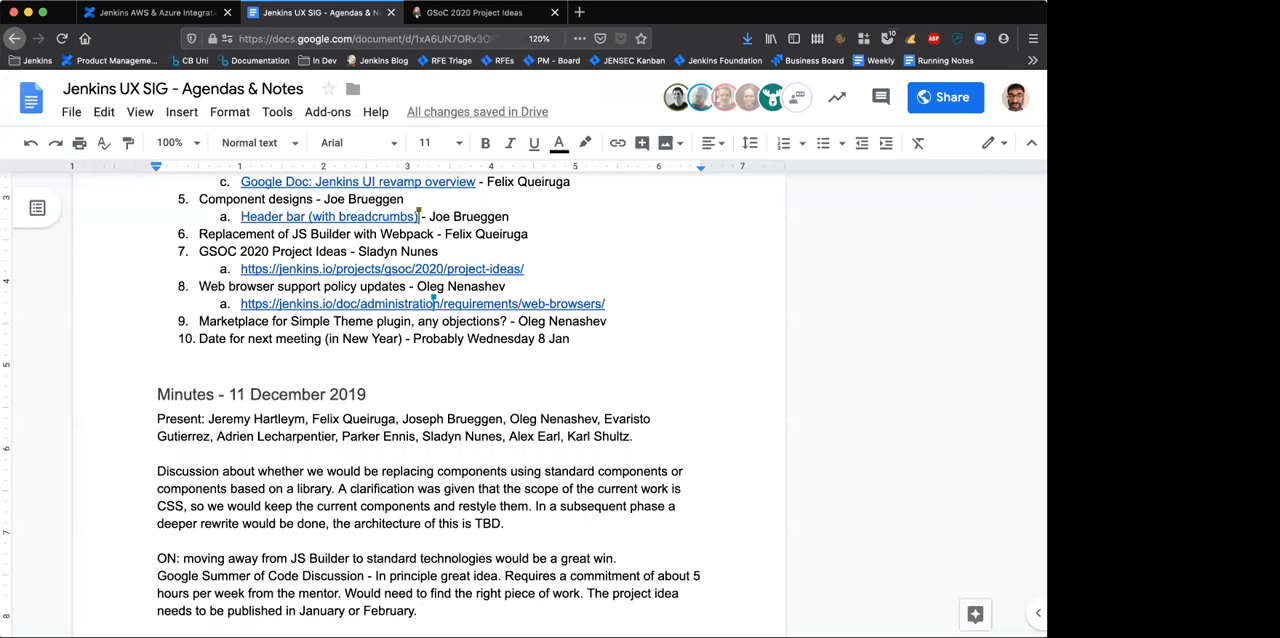 Jenkins AWS & Azure Integrat
Jenkins UX SIG - Agendas & No
GSoC 2020 Project Ideas
https://docs.google.com/document/d/1xA6UN7ORv3OF
120%
Jenkins
Product Manageme...
CB Uni
Documentation
In Dev
Jenkins Blog
RFE Triage
RFEs
PM - Board
JENSEC Kanban
Jenkins Foundation
Business Board
Weekly
Running Notes
Jenkins UX SIG - Agendas & Notes
File Edit View Insert Format Tools Add-ons Help All changes saved in Drive
Share
100% Normal text Arial 11 B I U A
1 1 2 3 4 5 6 7
c. Google Doc: Jenkins UI revamp overview - Felix Queiruga
5. Component designs - Joe Brueggen
a. Header bar (with breadcrumbs) - Joe Brueggen
6. Replacement of JS Builder with Webpack - Felix Queiruga
7. GSOC 2020 Project Ideas - Sladyn Nunes
a. https://jenkins.io/projects/gsoc/2020/project-ideas/
8. Web browser support policy updates - Oleg Nenashev
a. https://jenkins.io/doc/administration/requirements/web-browsers/
9. Marketplace for Simple Theme plugin, any objections? - Oleg Nenashev
10. Date for next meeting (in New Year) - Probably Wednesday 8 Jan
Minutes - 11 December 2019
Present: Jeremy Hartleym, Felix Queiruga, Joseph Brueggen, Oleg Nenashev, Evaristo
Gutierrez, Adrien Lecharpentier, Parker Ennis, Sladyn Nunes, Alex Earl, Karl Shultz.
Discussion about whether we would be replacing components using standard components or
components based on a library. A clarification was given that the scope of the current work is
CSS, so we would keep the current components and restyle them. In a subsequent phase a
deeper rewrite would be done, the architecture of this is TBD.
ON: moving away from JS Builder to standard technologies would be a great win.
Google Summer of Code Discussion - In principle great idea. Requires a commitment of about 5
hours per week from the mentor. Would need to find the right piece of work. The project idea
needs to be published in January or February.